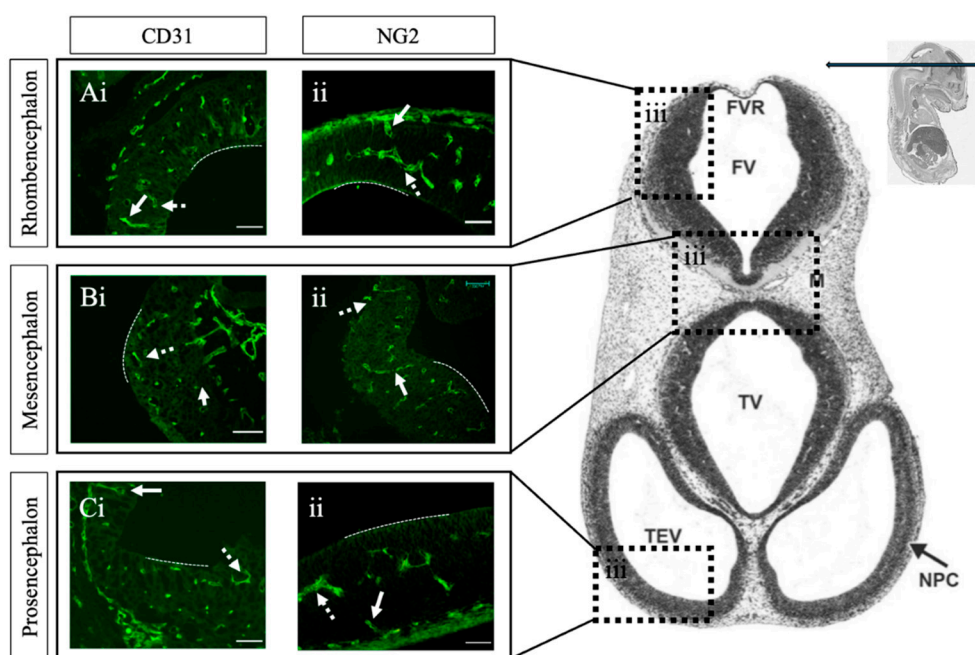 CD31
NG2
Rhombencephalon
Ai
ii
iii
FVR
FV
Mesencephalon
Bi
ii
iii
M
TV
Prosencephalon
Ci
ii
iii
TEV
NPC